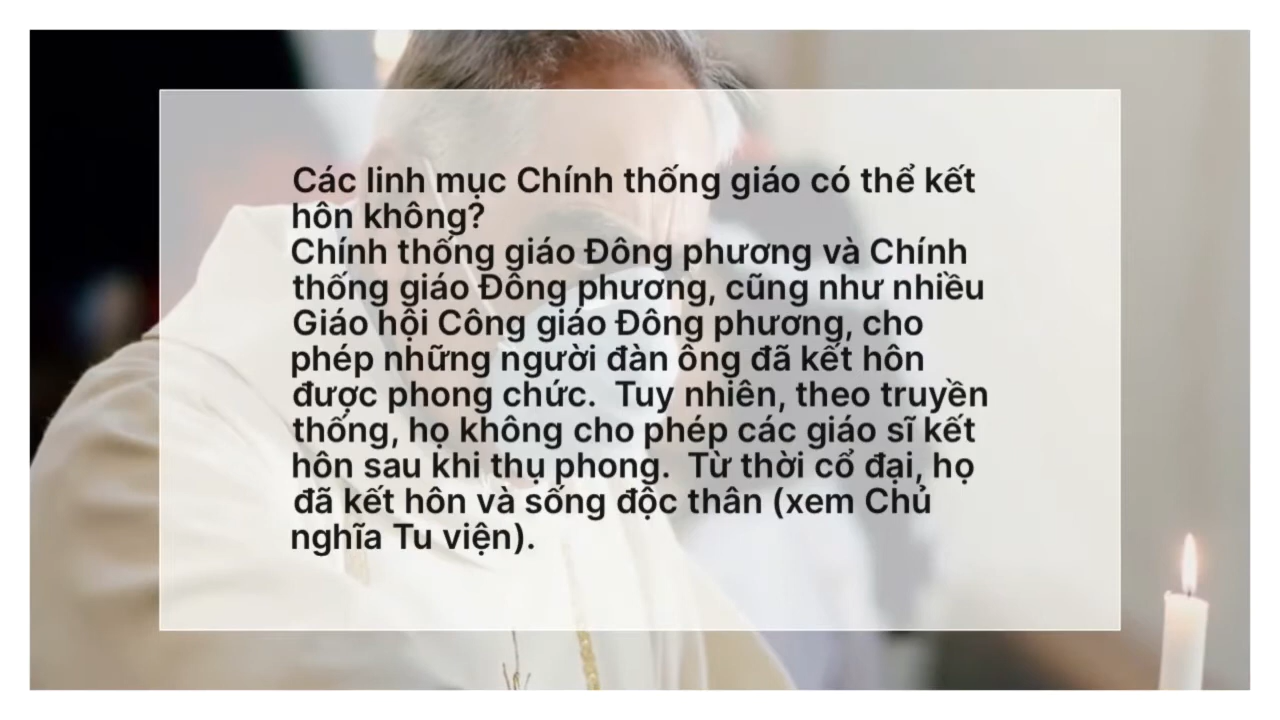 Các linh mục Chính thống giáo có thể kết
hôn không?
Chính thống giáo Đông phương và Chính
thống giáo Đông phương, cũng như nhiều
Giáo hội Công giáo Đông phương, cho
phép những người đàn ông đã kết hôn
được phong chức.  Tuy nhiên, theo truyền
thống, họ không cho phép các giáo sĩ kết
hôn sau khi thụ phong.  Từ thời cổ đại, họ
đã kết hôn và sống độc thân (xem Chủ
nghĩa Tu viện).